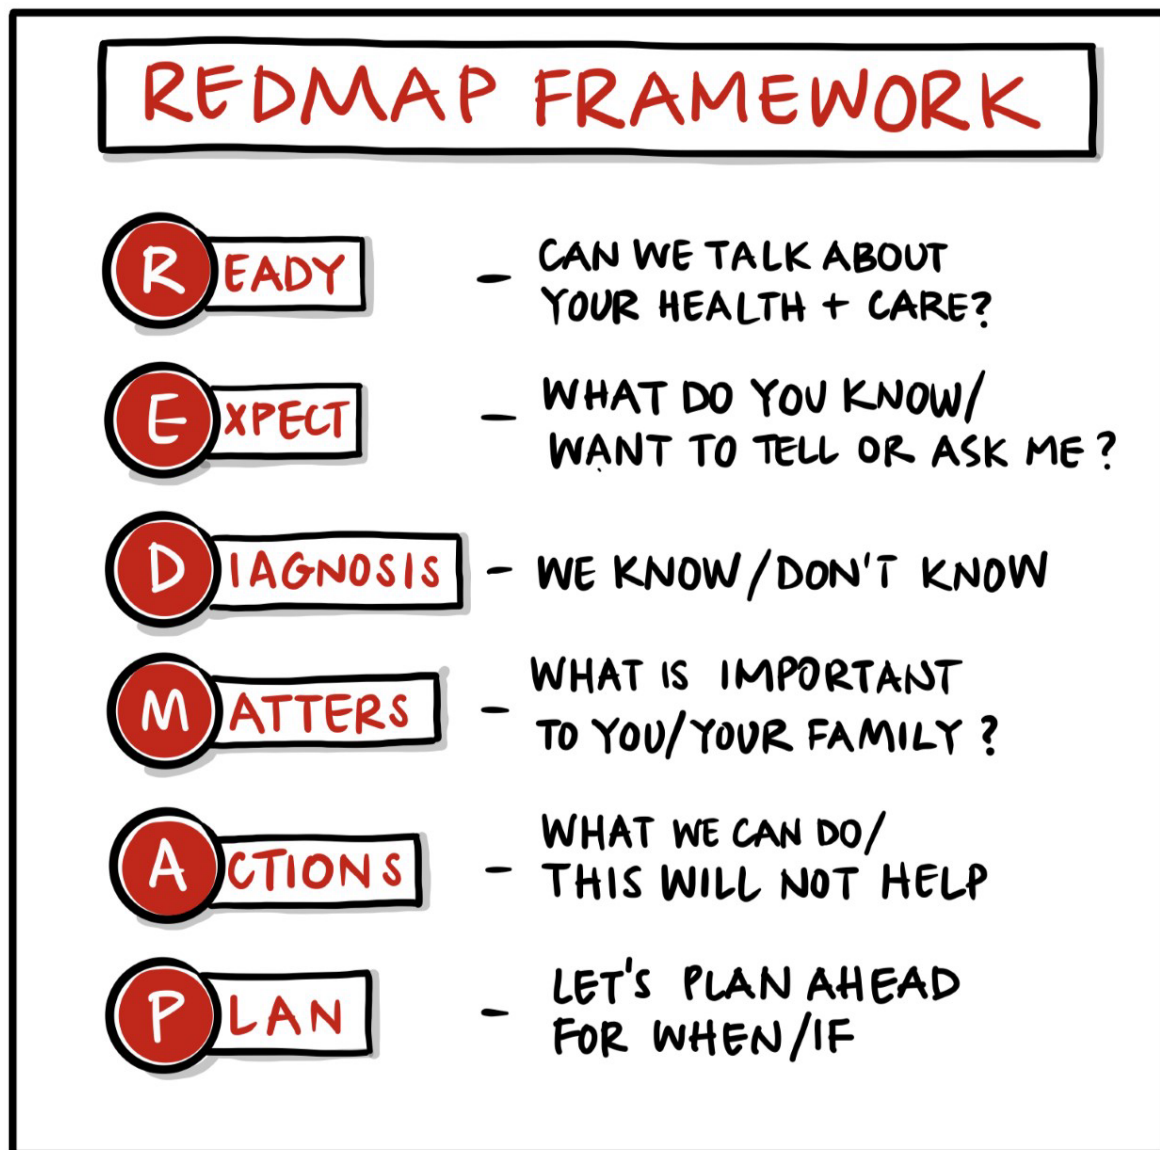 REDMAP FRAMEWORK
READY - CAN WE TALK ABOUT
YOUR HEALTH + CARE?
EXPECT - WHAT DO YOU KNOW/
WANT TO TELL OR ASK ME?
DIAGNOSIS - WE KNOW/DON'T KNOW
MATTERS - WHAT IS IMPORTANT
TO YOU/YOUR FAMILY?
ACTIONS - WHAT WE CAN DO/
THIS WILL NOT HELP
PLAN - LET'S PLAN AHEAD
FOR WHEN/IF